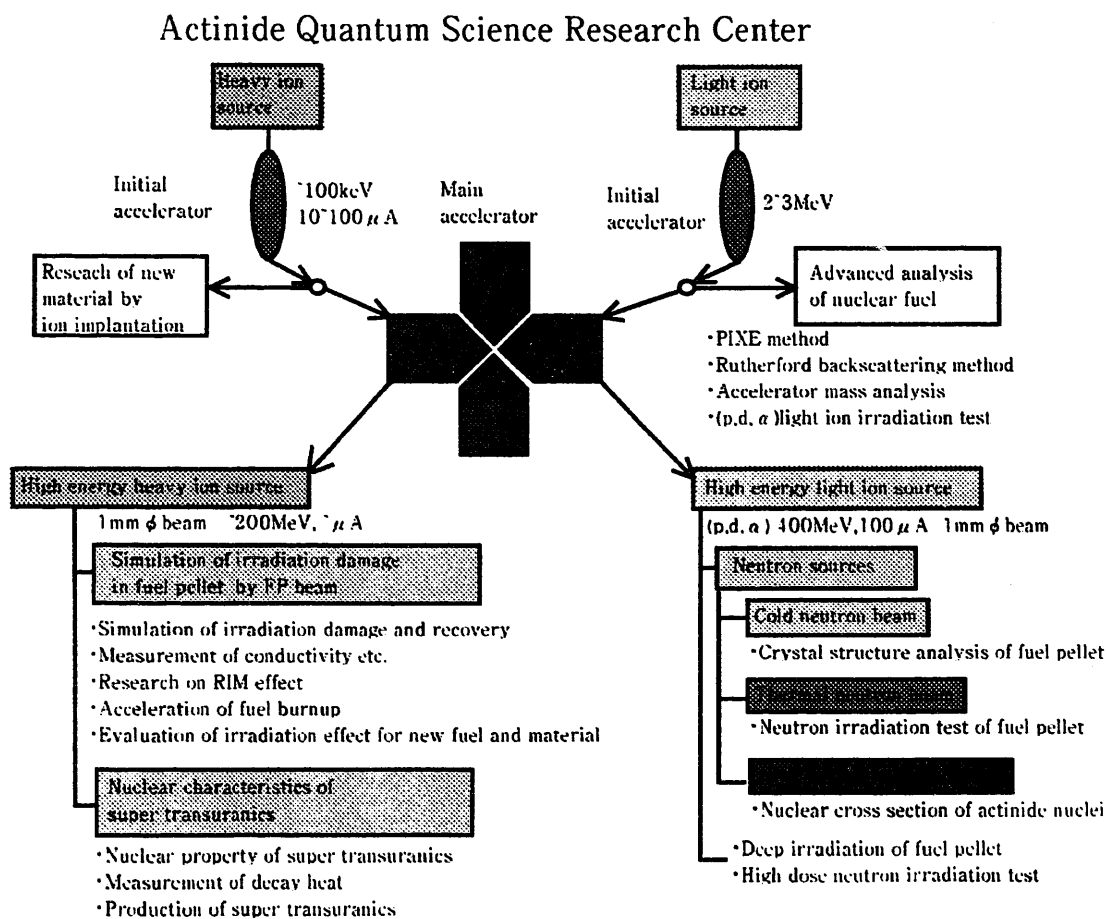 Actinide Quantum Science Research Center
Heavy ion
source
Light ion
source
Initial
accelerator
~100keV
10~100 μ A
Main
accelerator
Initial
accelerator
2~3MeV
Reseach of new
material by
ion implantation
Advanced analysis
of nuclear fuel
・PIXE method
・Rutherford backscattering method
・Accelerator mass analysis
・(p,d, α )light ion irradiation test
High energy heavy ion source
1mm ϕ beam ~200MeV, ~ μ A
Simulation of irradiation damage
in fuel pellet by FP beam
・Simulation of irradiation damage and recovery
・Measurement of conductivity etc.
・Research on RIM effect
・Acceleration of fuel burnup
・Evaluation of irradiation effect for new fuel and material
Nuclear characteristics of
super transuranics
・Nuclear property of super transuranics
・Measurement of decay heat
・Production of super transuranics
High energy light ion source
(p,d, α ) 400MeV,100 μ A 1mm ϕ beam
Neutron sources
Cold neutron beam
・Crystal structure analysis of fuel pellet
Thermal neutron beam
・Neutron irradiation test of fuel pellet
・Nuclear cross section of actinide nuclei
・Deep irradiation of fuel pellet
・High dose neutron irradiation test